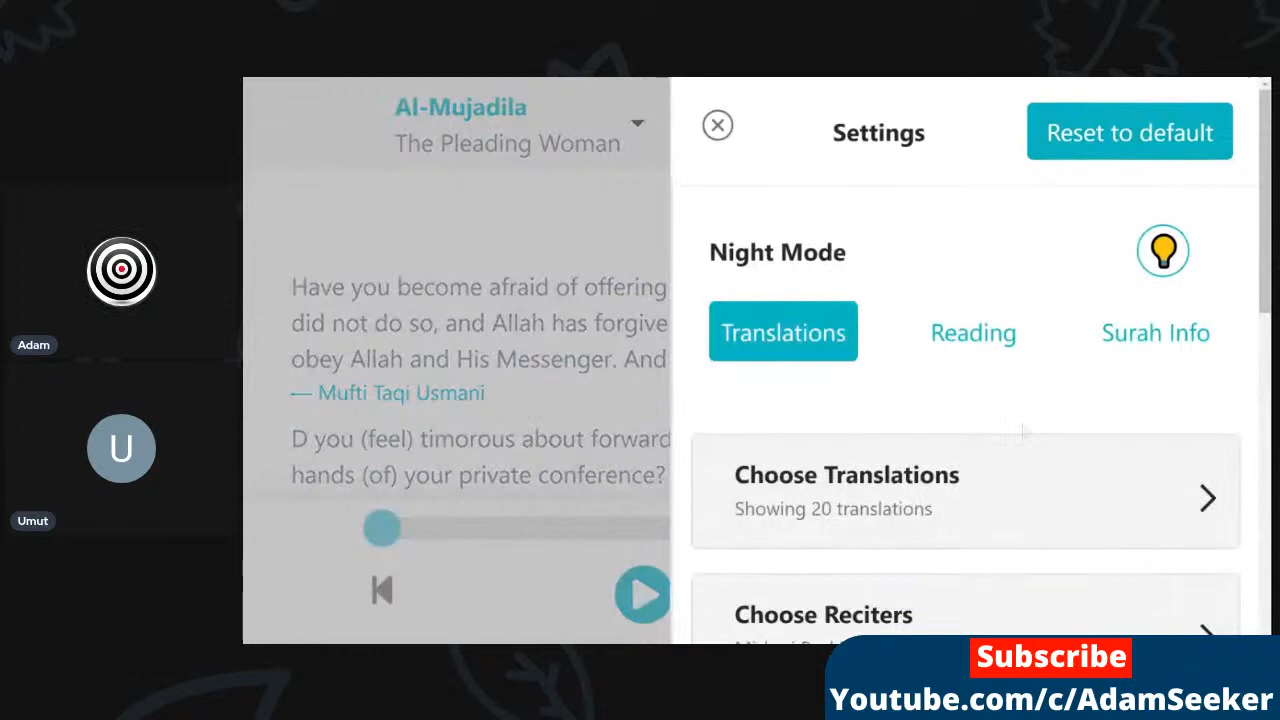 Al-Mujadila
The Pleading Woman
Settings
Reset to default
Night Mode
Translations
Reading
Surah Info
Have you become afraid of offering
did not do so, and Allah has forgive
obey Allah and His Messenger. And
— Mufti Taqi Usmani
D you (feel) timorous about forward
hands (of) your private conference?
Choose Translations
Showing 20 translations
Choose Reciters
Adam
U
Umut
Subscribe
Youtube.com/c/AdamSeeker